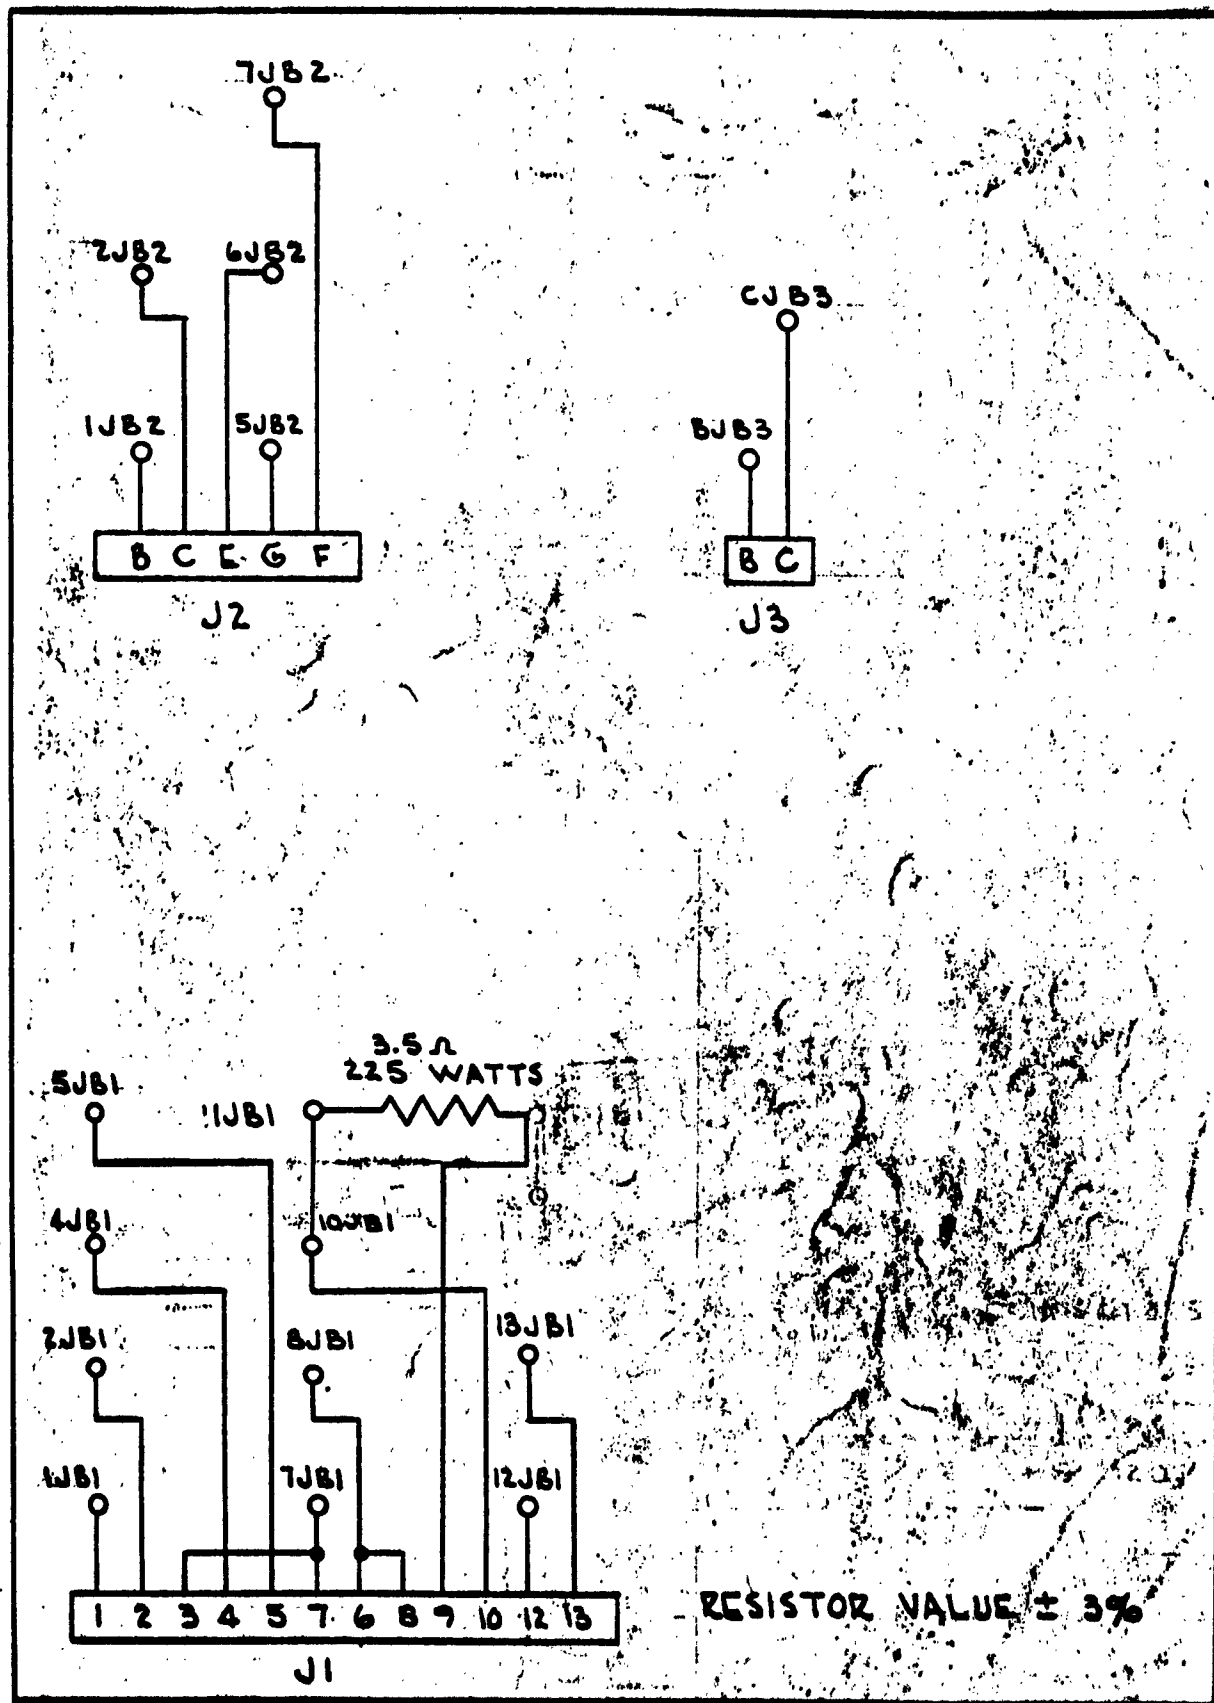 7JB2
2JB2 6JB2
CJB3
1JB2 5JB2
BJB3
B C E G F
B C
J2
J3
3.5 Ω
225 WATTS
5JB1
11JB1
4JB1
10JB1
2JB1 8JB1 13JB1
1JB1 7JB1 12JB1
1 2 3 4 5 7 6 8 9 10 12 13
RESISTOR VALUE ± 3%
J1